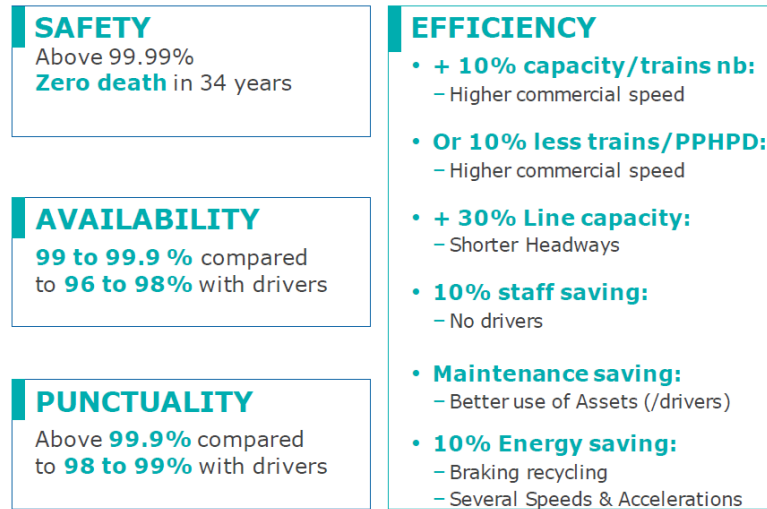 SAFETY
Above 99.99%
Zero death in 34 years
AVAILABILITY
99 to 99.9 % compared
to 96 to 98% with drivers
PUNCTUALITY
Above 99.9% compared
to 98 to 99% with drivers
EFFICIENCY
• + 10% capacity/trains nb:
– Higher commercial speed
• Or 10% less trains/PPHPD:
– Higher commercial speed
• + 30% Line capacity:
– Shorter Headways
• 10% staff saving:
– No drivers
• Maintenance saving:
– Better use of Assets (/drivers)
• 10% Energy saving:
– Braking recycling
– Several Speeds & Accelerations